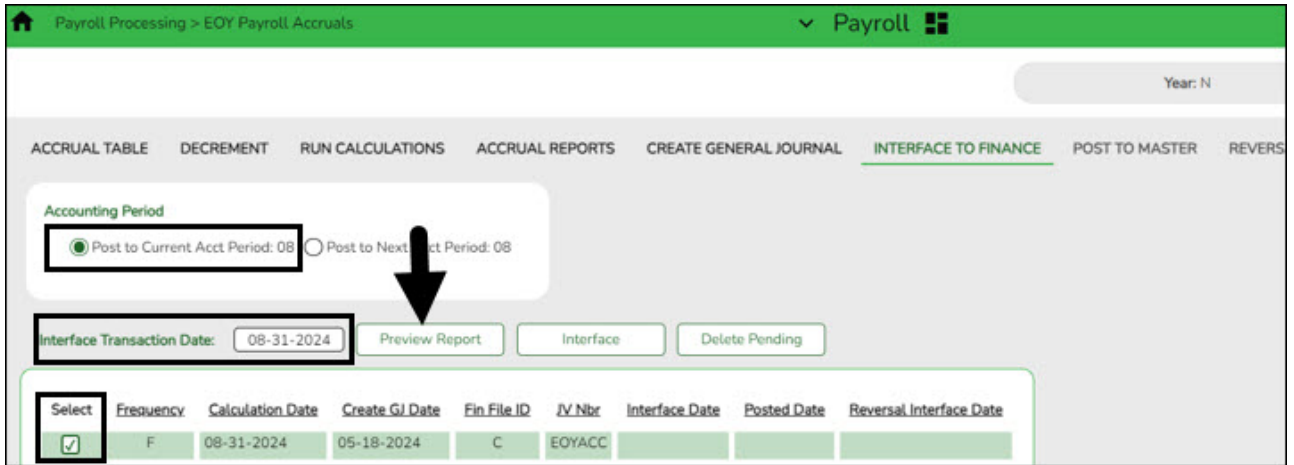 Payroll Processing > EOY Payroll Accruals
Payroll
Year: N
ACCRUAL TABLE DECREMENT RUN CALCULATIONS ACCRUAL REPORTS CREATE GENERAL JOURNAL INTERFACE TO FINANCE POST TO MASTER REVERS
Accounting Period
Post to Current Acct Period: 08 Post to Next Period: 08
Interface Transaction Date: 08-31-2024 Preview Report Interface Delete Pending
Select Frequency Calculation Date Create GJ Date Fin File ID JV Nbr Interface Date Posted Date Reversal Interface Date
F 08-31-2024 05-18-2024 C EOYACC